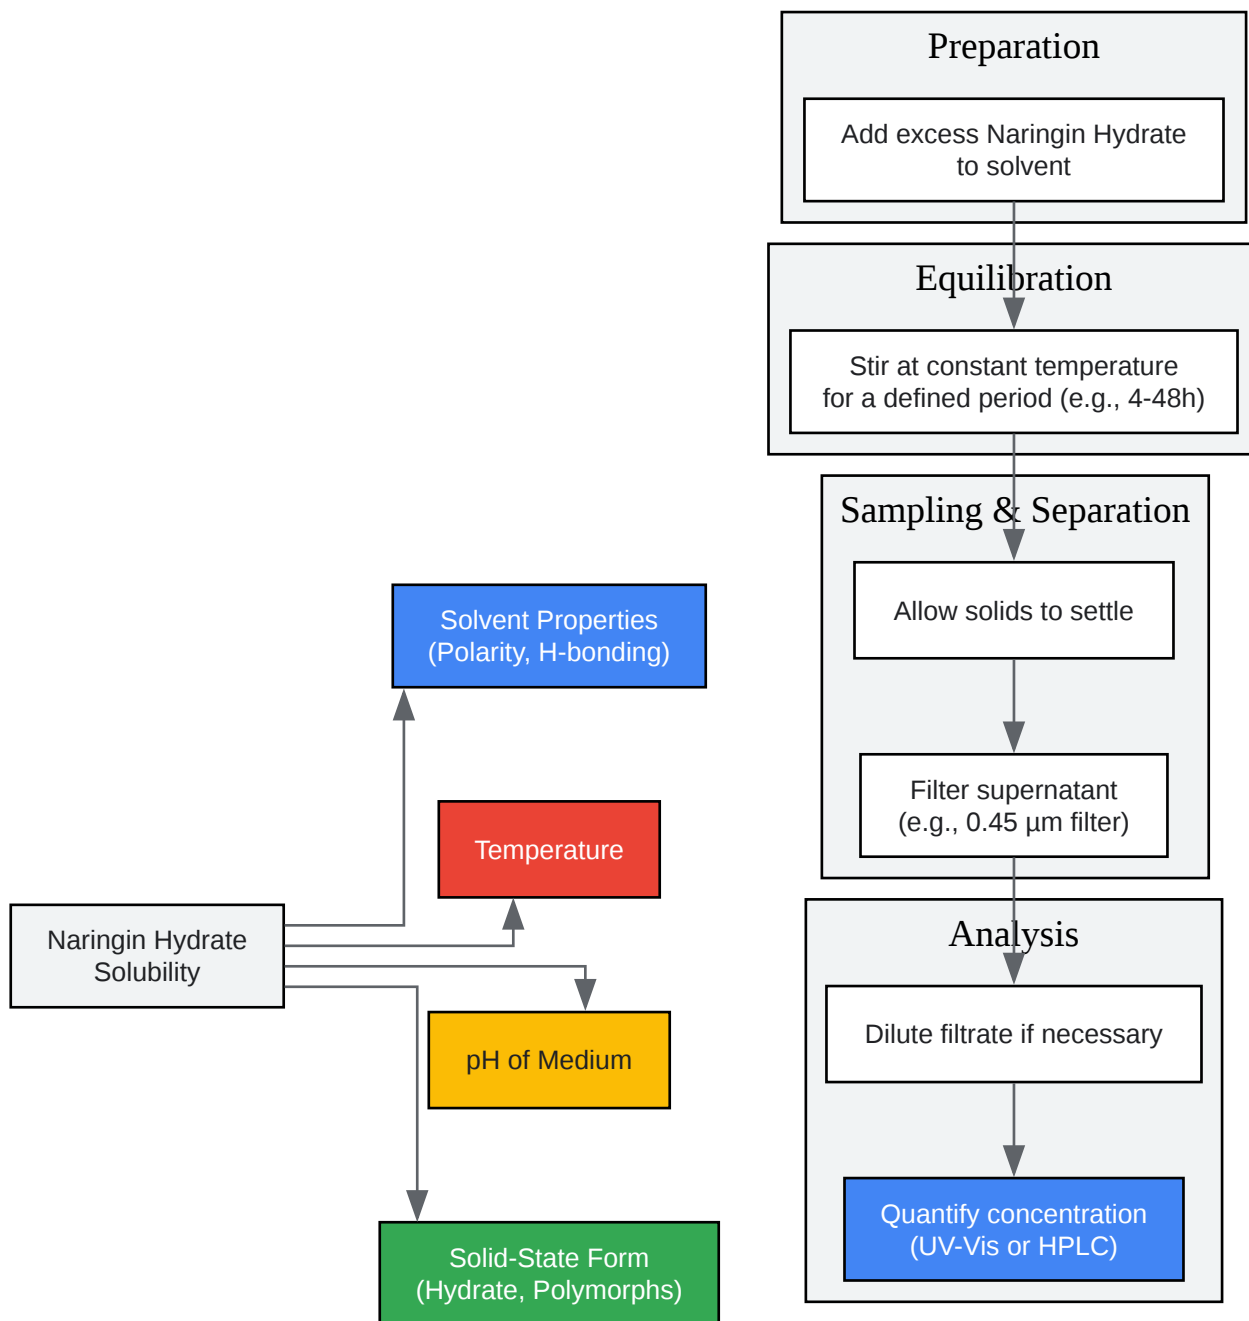 Preparation
Add excess Naringin Hydrate
to solvent
Equilibration
Stir at constant temperature
for a defined period (e.g., 4-48h)
Sampling & Separation
Allow solids to settle
Filter supernatant
(e.g., 0.45 µm filter)
Analysis
Dilute filtrate if necessary
Quantify concentration
(UV-Vis or HPLC)
Naringin Hydrate
Solubility
Solvent Properties
(Polarity, H-bonding)
Temperature
pH of Medium
Solid-State Form
(Hydrate, Polymorphs)